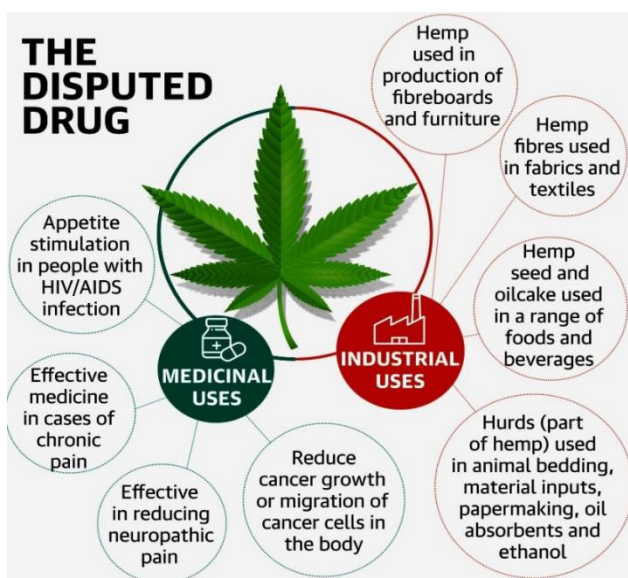 THE
DISPUTED
DRUG
Hemp
used in
production of
fibreboards
and furniture
Hemp
fibres used
in fabrics and
textiles
Appetite
stimulation
in people with
HIV/AIDS
infection
Hemp
seed and
oilcake used
in a range of
foods and
beverages
MEDICINAL
USES
INDUSTRIAL
USES
Effective
medicine
in cases of
chronic
pain
Effective
in reducing
neuropathic
pain
Reduce
cancer growth
or migration of
cancer cells in
the body
Hurds (part
of hemp) used
in animal bedding,
material inputs,
papermaking, oil
absorbents and
ethanol